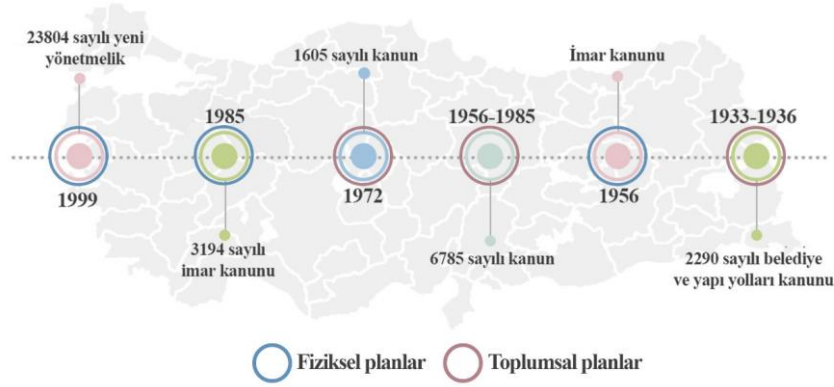 23804 sayılı yeni
yönetmelik
1999
1985
3194 sayılı
imar kanunu
1605 sayılı kanun
1972
1956-1985
6785 sayılı kanun
İmar kanunu
1956
1933-1936
2290 sayılı belediye
ve yapı yolları kanunu
Fiziksel planlar
Toplumsal planlar